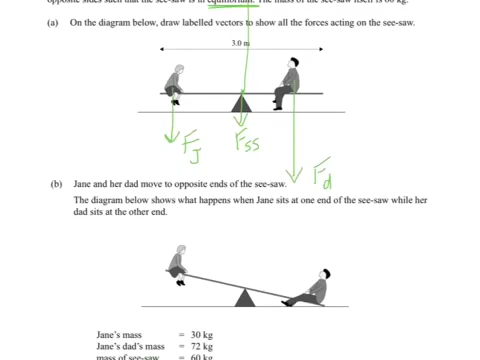 opposite sides such that the see-saw is in equilibrium. The mass of the see-saw itself is 60 kg.
(a) On the diagram below, draw labelled vectors to show all the forces acting on the see-saw.
3.0 m
FJ
Fss
Fd
(b) Jane and her dad move to opposite ends of the see-saw.
The diagram below shows what happens when Jane sits at one end of the see-saw while her
dad sits at the other end.
Jane's mass = 30 kg
Jane's dad's mass = 72 kg
mass of see-saw = 60 kg